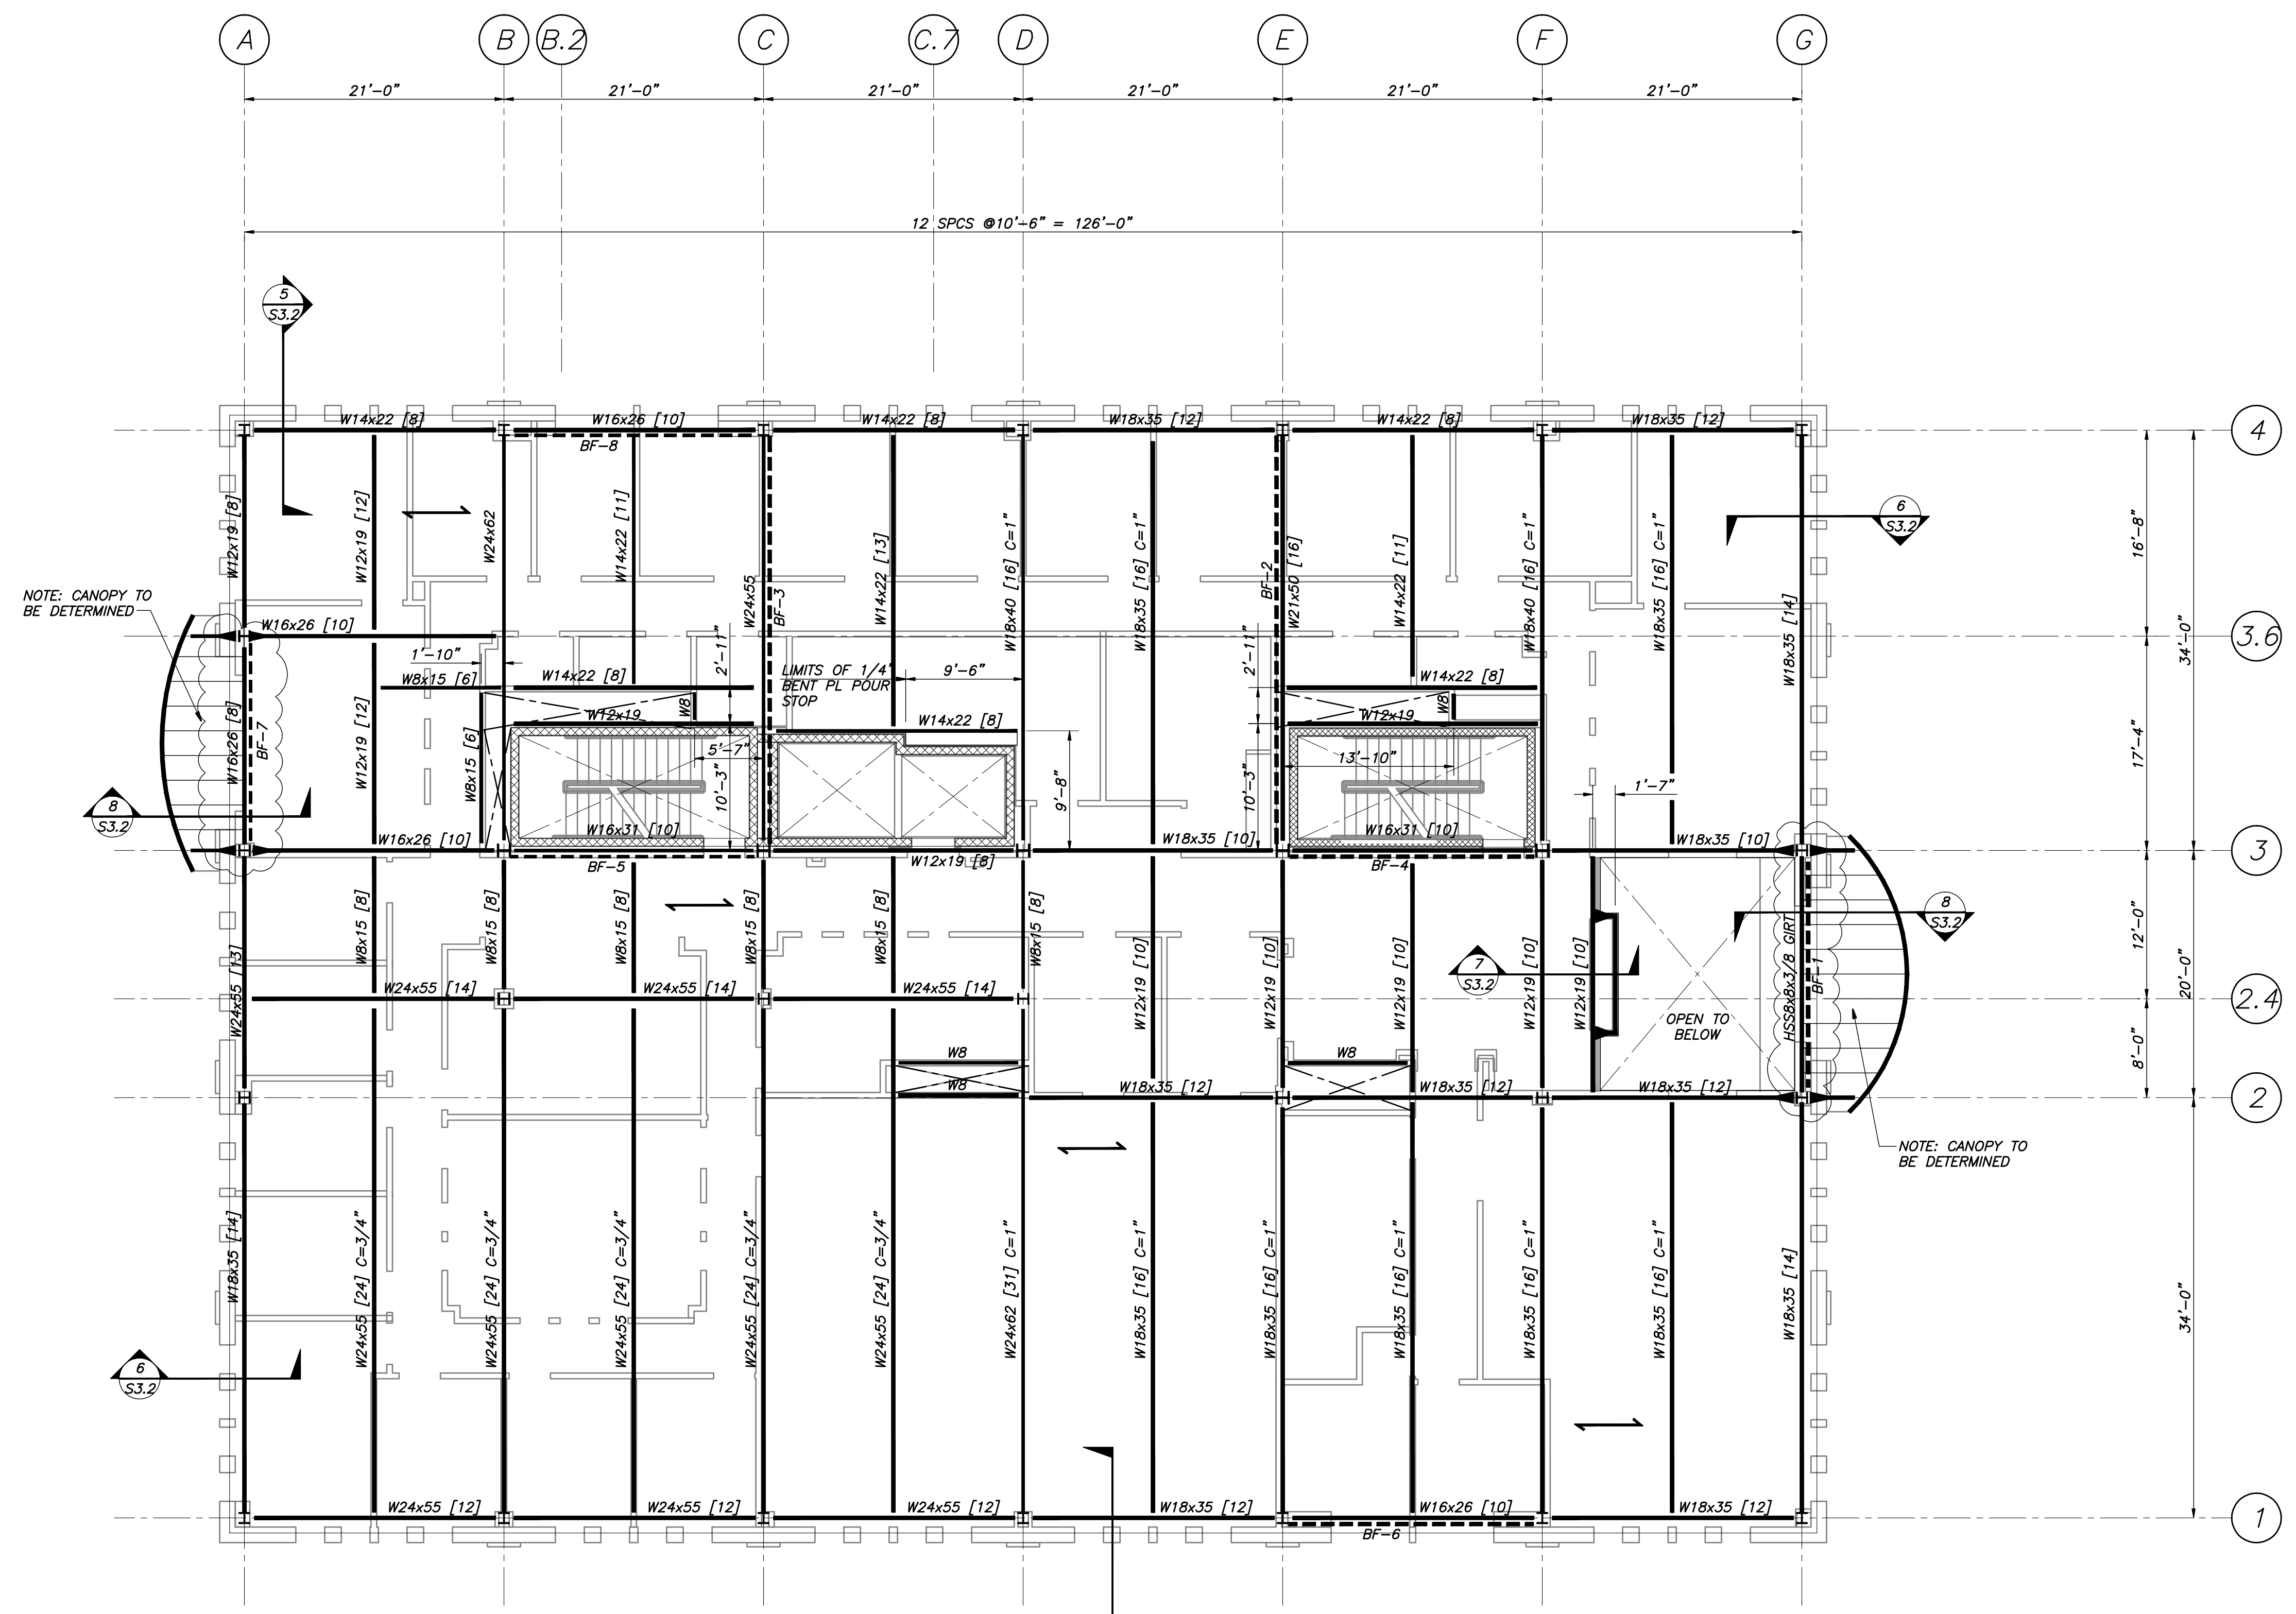 A B B.2 C C.7 D E F G
21'-0" 21'-0" 21'-0" 21'-0" 21'-0" 21'-0"
12 SPCS @10'-6" = 126'-0"
5
S3.2
W14x22 [8] W16x26 [10] W14x22 [8] W18x35 [12] W14x22 [8] W18x35 [12]
4
BF-8
W12x19 [8]
W12x19 [12]
W24x62
W14x22 [11]
W24x55
BF-3
W14x22 [13]
W18x40 [16] C=1"
W18x35 [16] C=1"
BF-2
W21x50 [16]
W14x22 [11]
W18x40 [16] C=1"
W18x35 [16] C=1"
W18x35 [14]
6
S3.2
16'-8"
34'-0"
NOTE: CANOPY TO
BE DETERMINED
W16x26 [10]
3.6
1'-10"
2'-11"
LIMITS OF 1/4"
BENT PL POUR
STOP
9'-6"
2'-11"
W8x15 [6]
W14x22 [8]
W14x22 [8]
W8
W8
W12x19
W14x22 [8]
W12x19
W16x26 [8]
BF-7
W12x19 [12]
W8x15 [6]
5'-7"
10'-3"
9'-8"
10'-3"
13'-10"
1'-7"
17'-4"
8
S3.2
W16x26 [10]
W16x31 [10]
W18x35 [10]
W16x31 [10]
W18x35 [10]
3
BF-5
W12x19 [8]
BF-4
W24x55 [13]
W8x15 [8]
W8x15 [8]
W8x15 [8]
W8x15 [8]
W8x15 [8]
W8x15 [8]
W12x19 [10]
W12x19 [10]
W12x19 [10]
W12x19 [10]
W12x19 [10]
7
S3.2
HSS8x8x3/8 GIRT
BF-1
8
S3.2
12'-0"
20'-0"
W24x55 [14] W24x55 [14] W24x55 [14]
2.4
OPEN TO
BELOW
W8
W8
W8
8'-0"
W18x35 [12] W18x35 [12] W18x35 [12]
2
NOTE: CANOPY TO
BE DETERMINED
W18x35 [14]
W24x55 [24] C=3/4"
W24x55 [24] C=3/4"
W24x55 [24] C=3/4"
W24x55 [24] C=3/4"
W24x55 [24] C=3/4"
W24x62 [31] C=1"
W18x35 [16] C=1"
W18x35 [16] C=1"
W18x35 [16] C=1"
W18x35 [16] C=1"
W18x35 [16] C=1"
W18x35 [14]
34'-0"
6
S3.2
W24x55 [12] W24x55 [12] W24x55 [12] W18x35 [12] W16x26 [10] W18x35 [12]
1
BF-6